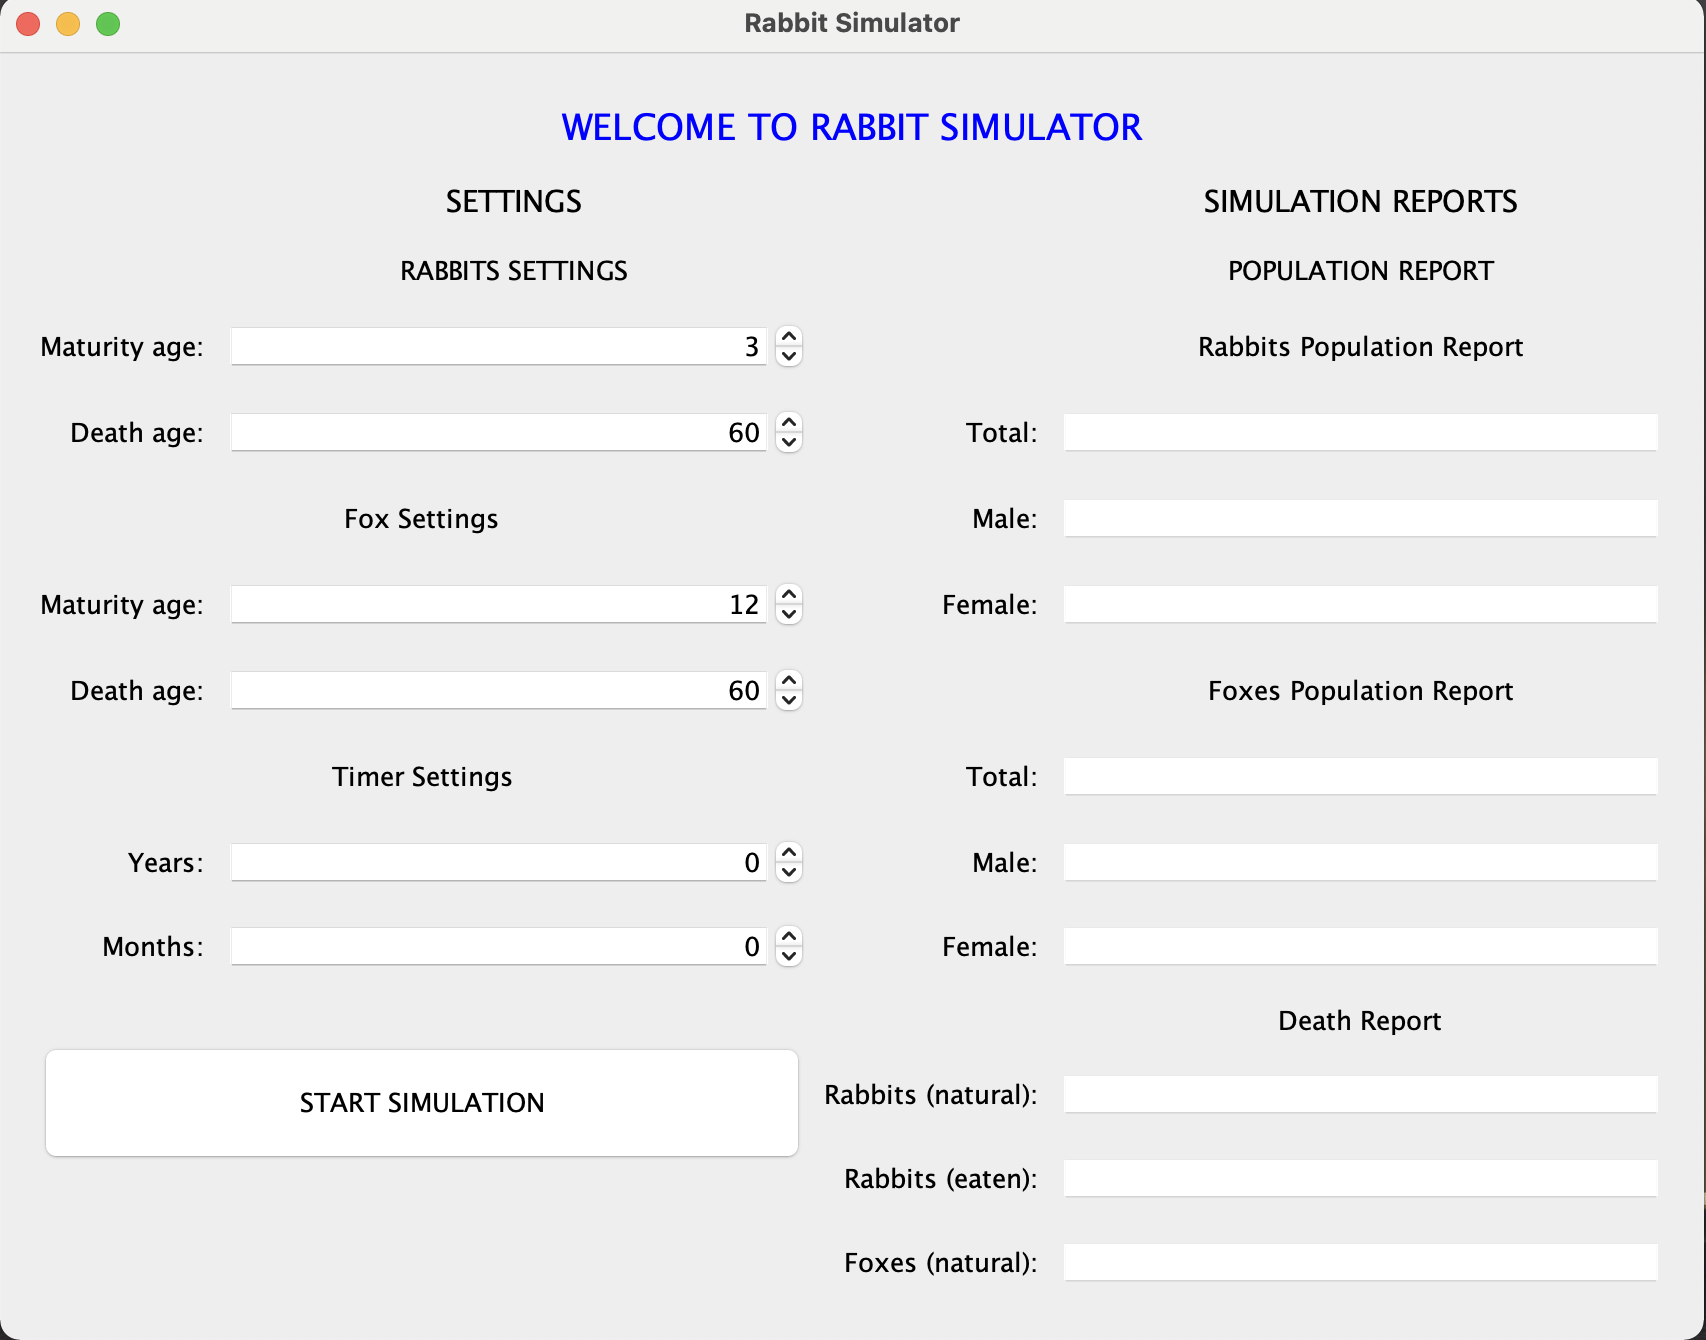 Rabbit Simulator
WELCOME TO RABBIT SIMULATOR
SETTINGS
RABBITS SETTINGS
Maturity age: 3
Death age: 60
Fox Settings
Maturity age: 12
Death age: 60
Timer Settings
Years: 0
Months: 0
START SIMULATION
SIMULATION REPORTS
POPULATION REPORT
Rabbits Population Report
Total:
Male:
Female:
Foxes Population Report
Total:
Male:
Female:
Death Report
Rabbits (natural):
Rabbits (eaten):
Foxes (natural):